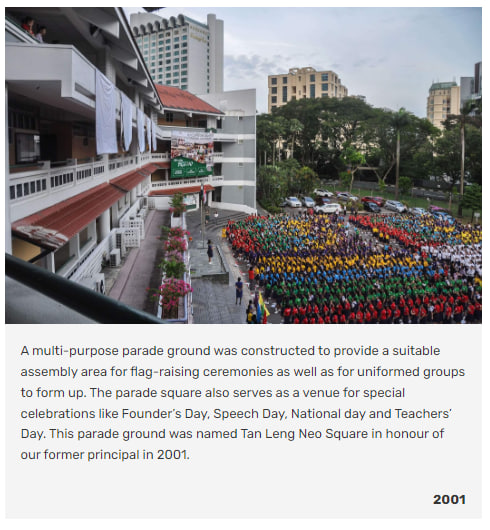 A multi-purpose parade ground was constructed to provide a suitable
assembly area for flag-raising ceremonies as well as for uniformed groups
to form up. The parade square also serves as a venue for special
celebrations like Founder's Day, Speech Day, National day and Teachers'
Day. This parade ground was named Tan Leng Neo Square in honour of
our former principal in 2001.
2001